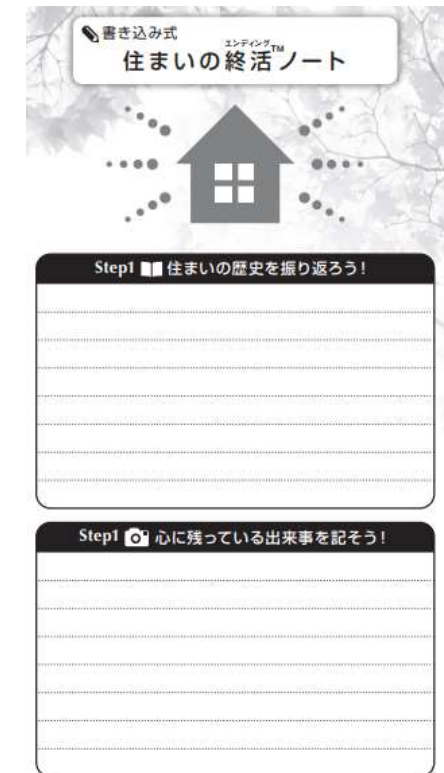 書き込み式
エンディング
住まいの終活™ノート
Step1 住まいの歴史を振り返ろう!
Step1 心に残っている出来事を記そう!